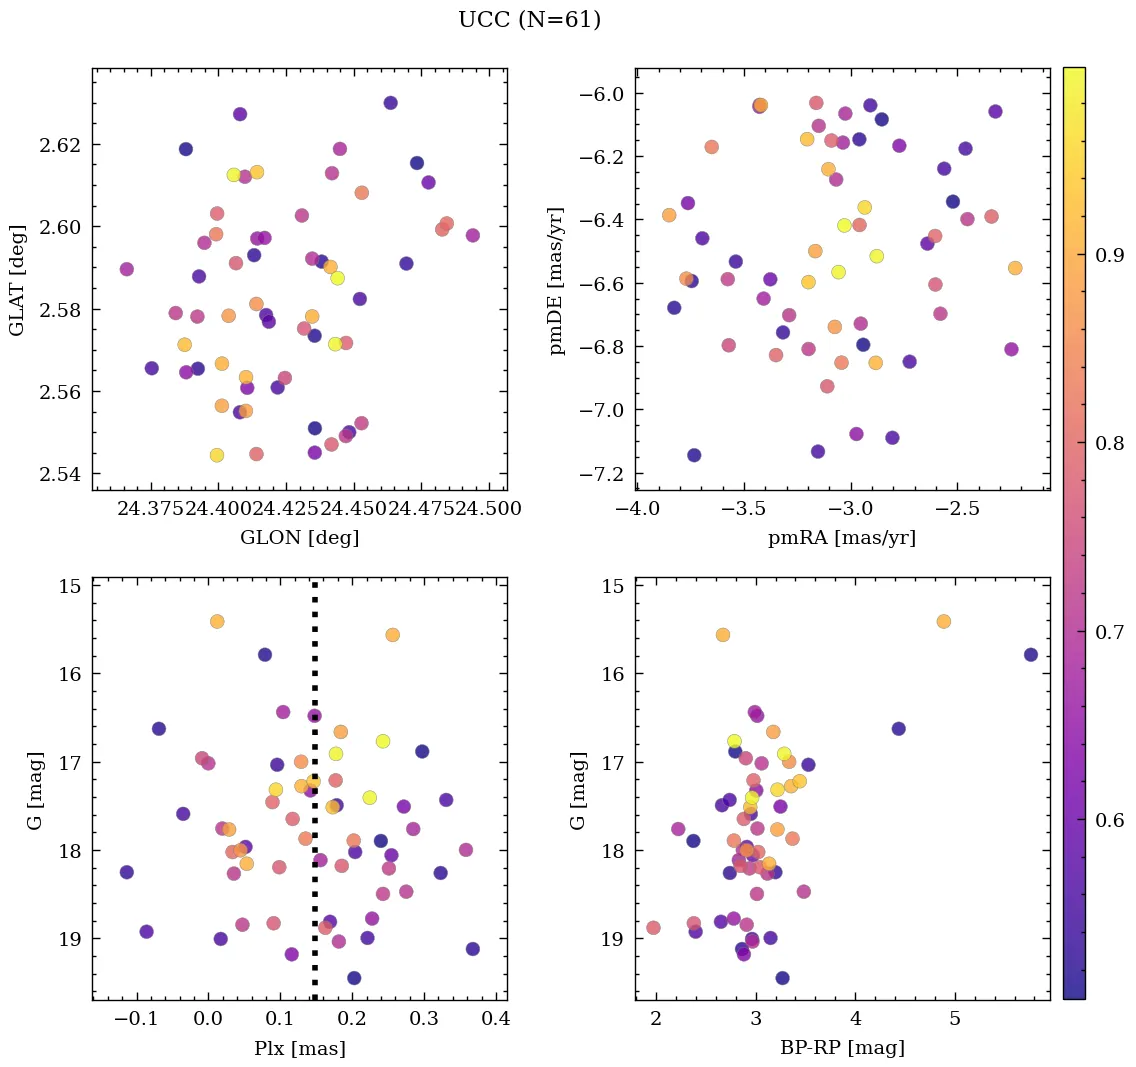 UCC (N=61)
2.62
2.60
2.58
2.56
2.54
GLAT [deg]
24.375 24.400 24.425 24.450 24.475 24.500
GLON [deg]
−6.0
−6.2
−6.4
−6.6
−6.8
−7.0
−7.2
pmDE [mas/yr]
−4.0 −3.5 −3.0 −2.5
pmRA [mas/yr]
0.9
0.8
0.7
0.6
15
16
17
18
19
G [mag]
−0.1 0.0 0.1 0.2 0.3 0.4
Plx [mas]
15
16
17
18
19
G [mag]
2 3 4 5
BP-RP [mag]